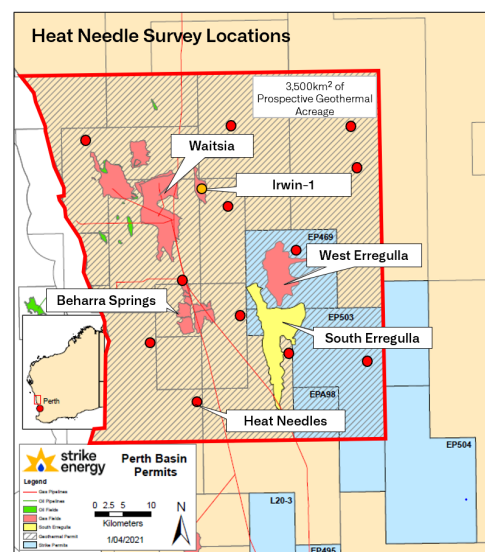 Heat Needle Survey Locations
3,500km² of
Prospective Geothermal
Acreage
Waitsia
Irwin-1
EP469
West Erregulla
Beharra Springs
EP503
South Erregulla
Perth
EPA98
Heat Needles
EP504
strike
energy
Perth Basin
Permits
Legend
Gas Pipelines
Oil Pipelines
Oil Fields
Gas Fields
South Erregulla
Geothermal Permit
Strike Permits
0 2.5 5 10
Kilometers
1/04/2021
N
L20-3
EP495